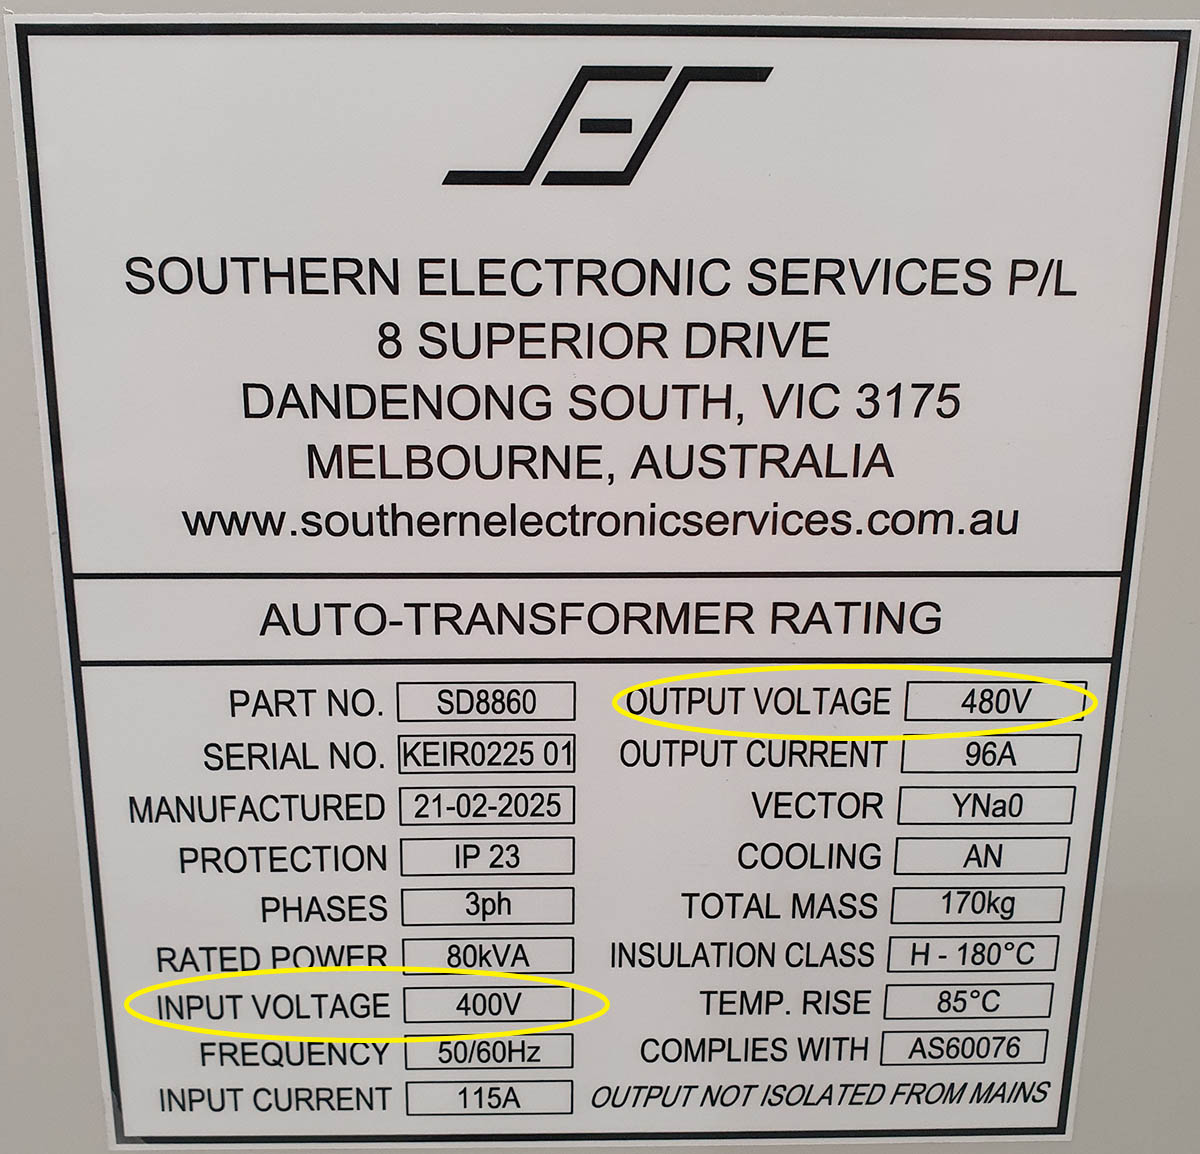 SES
SOUTHERN ELECTRONIC SERVICES P/L
8 SUPERIOR DRIVE
DANDENONG SOUTH, VIC 3175
MELBOURNE, AUSTRALIA
www.southernelectronicservices.com.au
AUTO-TRANSFORMER RATING
PART NO. SD8860
SERIAL NO. KEIR0225 01
MANUFACTURED 21-02-2025
PROTECTION IP 23
PHASES 3ph
RATED POWER 80kVA
INPUT VOLTAGE 400V
FREQUENCY 50/60Hz
INPUT CURRENT 115A
OUTPUT VOLTAGE 480V
OUTPUT CURRENT 96A
VECTOR YNa0
COOLING AN
TOTAL MASS 170kg
INSULATION CLASS H - 180°C
TEMP. RISE 85°C
COMPLIES WITH AS60076
OUTPUT NOT ISOLATED FROM MAINS